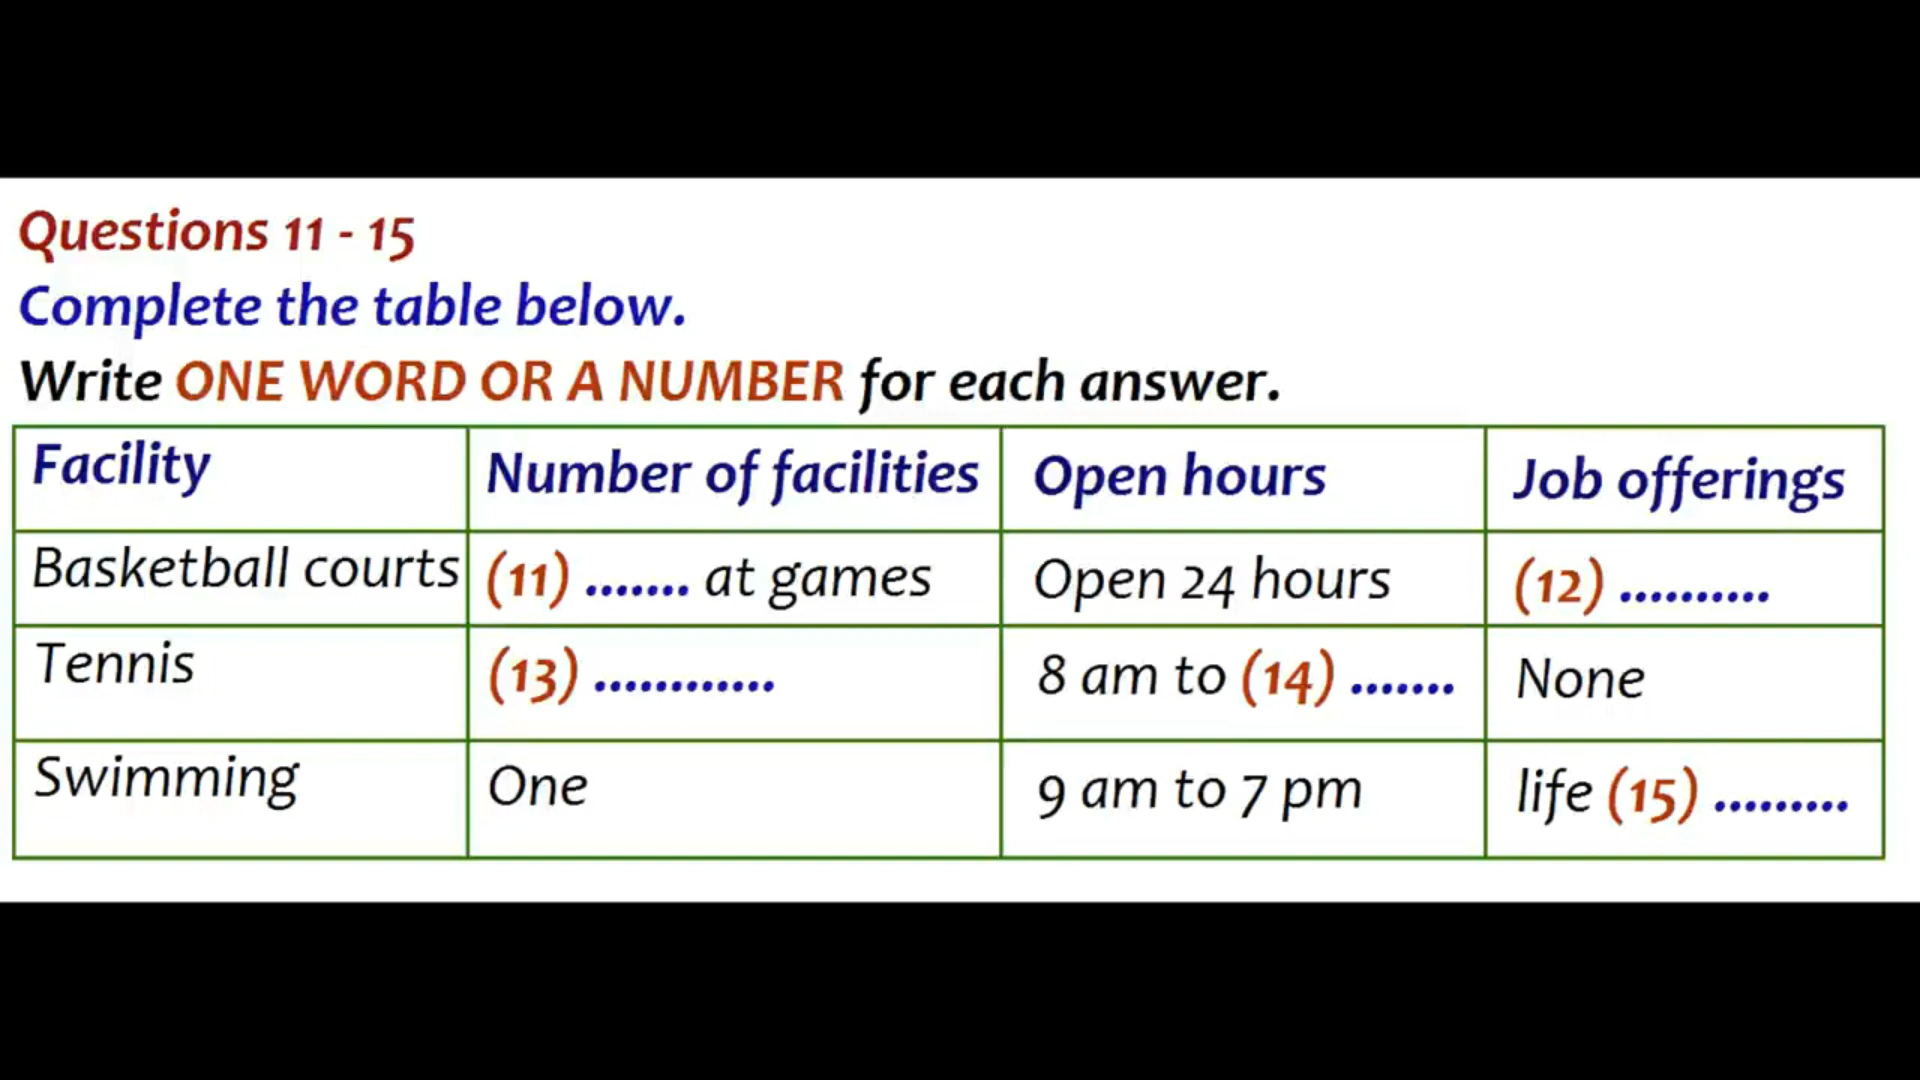 Questions 11 - 15
Complete the table below.
Write ONE WORD OR A NUMBER for each answer.
Facility Number of facilities Open hours Job offerings
Basketball courts (11) ....... at games Open 24 hours (12) ..........
Tennis (13) ............ 8 am to (14) ....... None
Swimming One 9 am to 7 pm life (15) .........